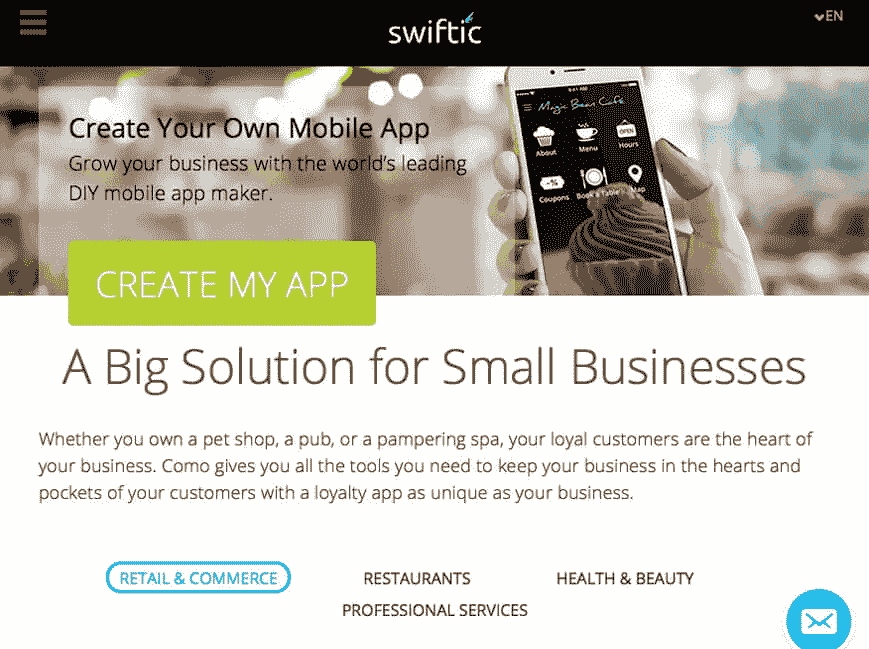 swiftic
EN
Create Your Own Mobile App
Grow your business with the world's leading
DIY mobile app maker.
CREATE MY APP
Magic Bean Cafe
About
Menu
OPEN
Hours
Coupons
Book a Table
Map
A Big Solution for Small Businesses
Whether you own a pet shop, a pub, or a pampering spa, your loyal customers are the heart of
your business. Como gives you all the tools you need to keep your business in the hearts and
pockets of your customers with a loyalty app as unique as your business.
RETAIL & COMMERCE
RESTAURANTS
HEALTH & BEAUTY
PROFESSIONAL SERVICES